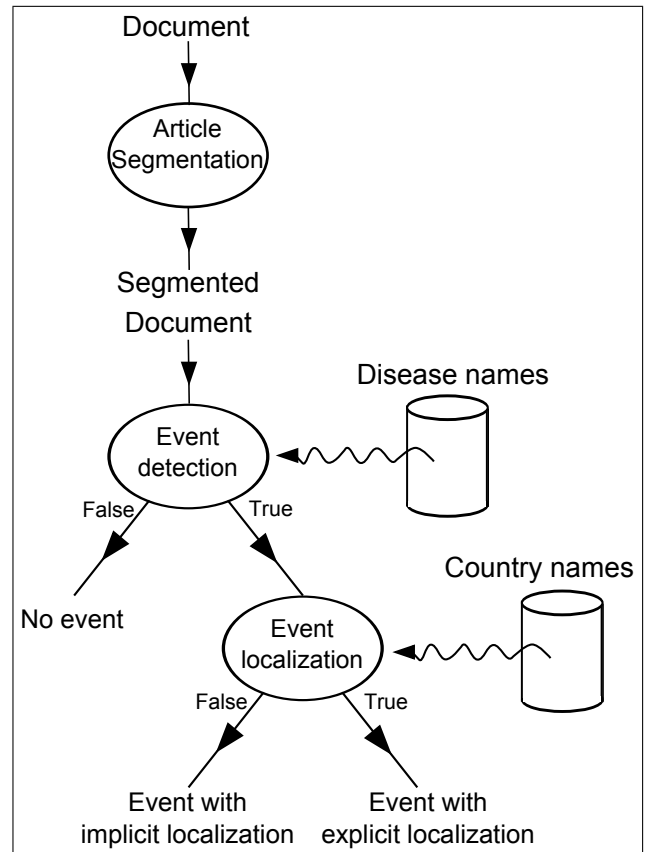 Document
Article
Segmentation
Segmented
Document
Disease names
Event
detection
False
True
Country names
No event
Event
localization
False
True
Event with
implicit localization
Event with
explicit localization